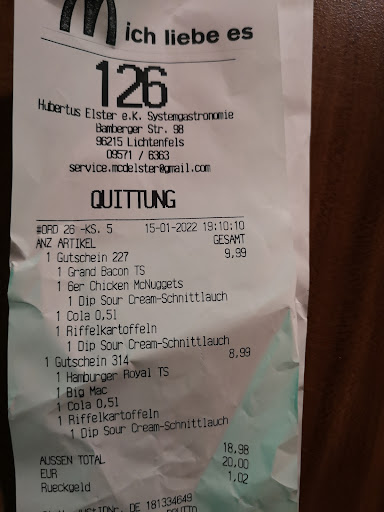 ich liebe es
126
Hubertus Elster e.K. Systemgastronomie
Bamberger Str. 98
96215 Lichtenfels
09571 / 6363
service.mcdelster@gmail.com
QUITTUNG
#ORD 26 -KS. 5 15-01-2022 19:10:10
ANZ ARTIKEL GESAMT
1 Gutschein 227 9,99
1 Grand Bacon TS
1 6er Chicken McNuggets
1 Dip Sour Cream-Schnittlauch
1 Cola 0,5l
1 Riffelkartoffeln
1 Dip Sour Cream-Schnittlauch
1 Gutschein 314 8,99
1 Hamburger Royal TS
1 Big Mac
1 Cola 0,5l
1 Riffelkartoffeln
1 Dip Sour Cream-Schnittlauch
AUSSEN TOTAL 18,98
EUR 20,00
Rueckgeld 1,02
DE 181334649